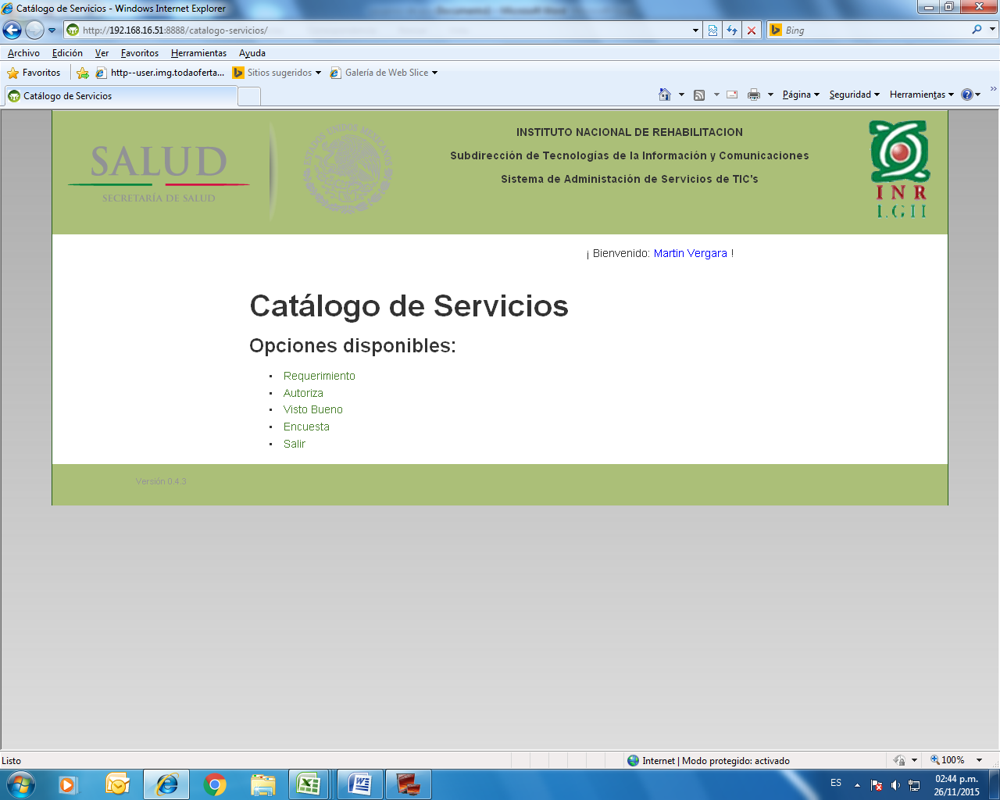 Catálogo de Servicios - Windows Internet Explorer
http://192.168.16.51:8888/catalogo-servicios/
Bing
Archivo Edición Ver Favoritos Herramientas Ayuda
Favoritos http--user.img.todaoferta... Sitios sugeridos Galería de Web Slice
Catálogo de Servicios
Página Seguridad Herramientas
SALUD
SECRETARÍA DE SALUD
ESTADOS UNIDOS MEXICANOS
INSTITUTO NACIONAL DE REHABILITACION
Subdirección de Tecnologías de la Información y Comunicaciones
Sistema de Administación de Servicios de TIC's
INR
LGII
¡ Bienvenido: Martin Vergara !
Catálogo de Servicios
Opciones disponibles:
Requerimiento
Autoriza
Visto Bueno
Encuesta
Salir
Versión 0.4.3
Listo
Internet | Modo protegido: activado
100%
ES
02:44 p.m.
26/11/2015